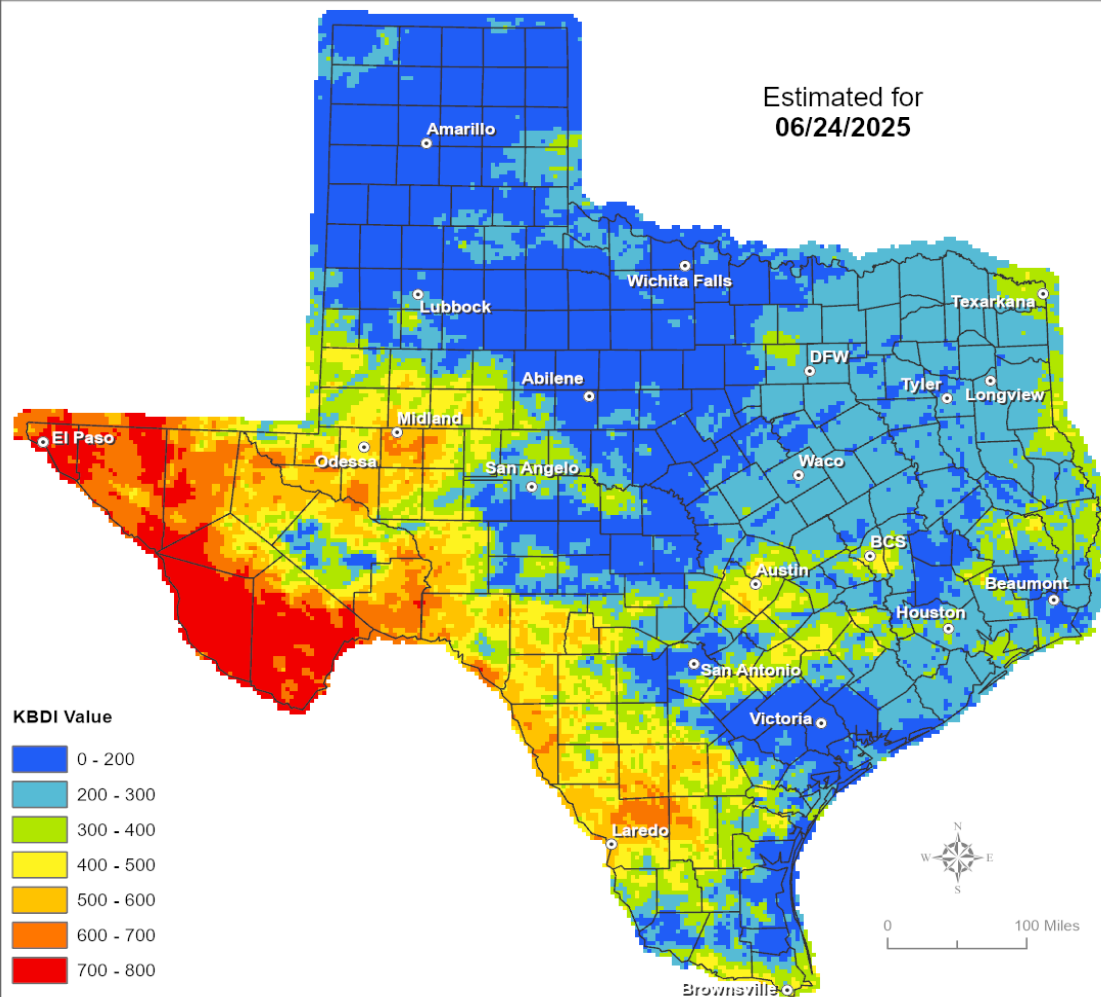 Estimated for
06/24/2025
Amarillo
Wichita Falls
Lubbock
Texarkana
DFW
Abilene
Tyler
Longview
Midland
El Paso
Odessa
San Angelo
Waco
BCS
Austin
Beaumont
Houston
San Antonio
Victoria
Laredo
Brownsville
KBDI Value
0 - 200
200 - 300
300 - 400
400 - 500
500 - 600
600 - 700
700 - 800
N
W E
S
0 100 Miles